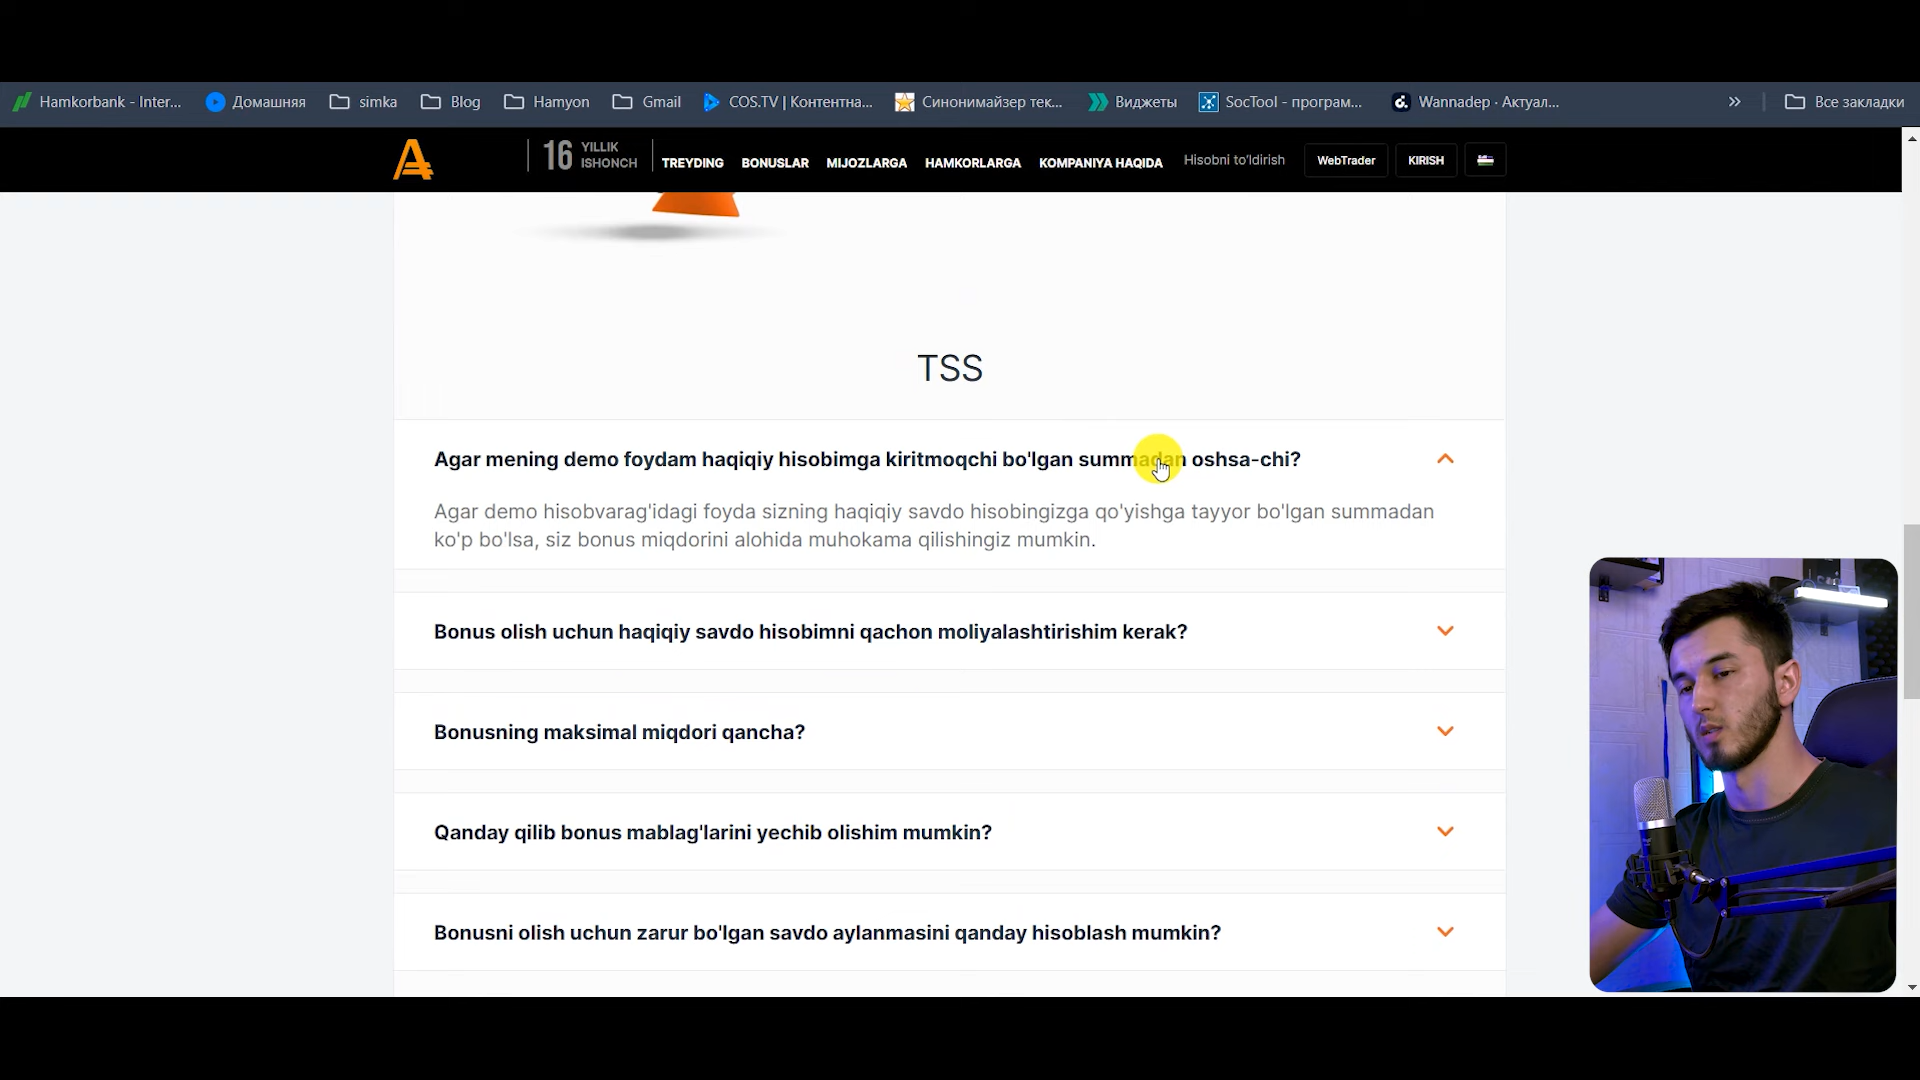 Hamkorbank - Inter...
Домашняя
simka
Blog
Hamyon
Gmail
COS.TV | Контентна...
Синонимайзер тек...
Виджеты
SocTool - програм...
Wannadep · Актуал...
Все закладки
16 YILLIK ISHONCH
TREYDING
BONUSLAR
MIJOZLARGA
HAMKORLARGA
KOMPANIYA HAQIDA
Hisobni to'ldirish
WebTrader
KIRISH
TSS
Agar mening demo foydam haqiqiy hisobimga kiritmoqchi bo'lgan summadan oshsa-chi?
Agar demo hisobvarag'idagi foyda sizning haqiqiy savdo hisobingizga qo'yishga tayyor bo'lgan summadan
ko'p bo'lsa, siz bonus miqdorini alohida muhokama qilishingiz mumkin.
Bonus olish uchun haqiqiy savdo hisobimni qachon moliyalashtirishim kerak?
Bonusning maksimal miqdori qancha?
Qanday qilib bonus mablag'larini yechib olishim mumkin?
Bonusni olish uchun zarur bo'lgan savdo aylanmasini qanday hisoblash mumkin?